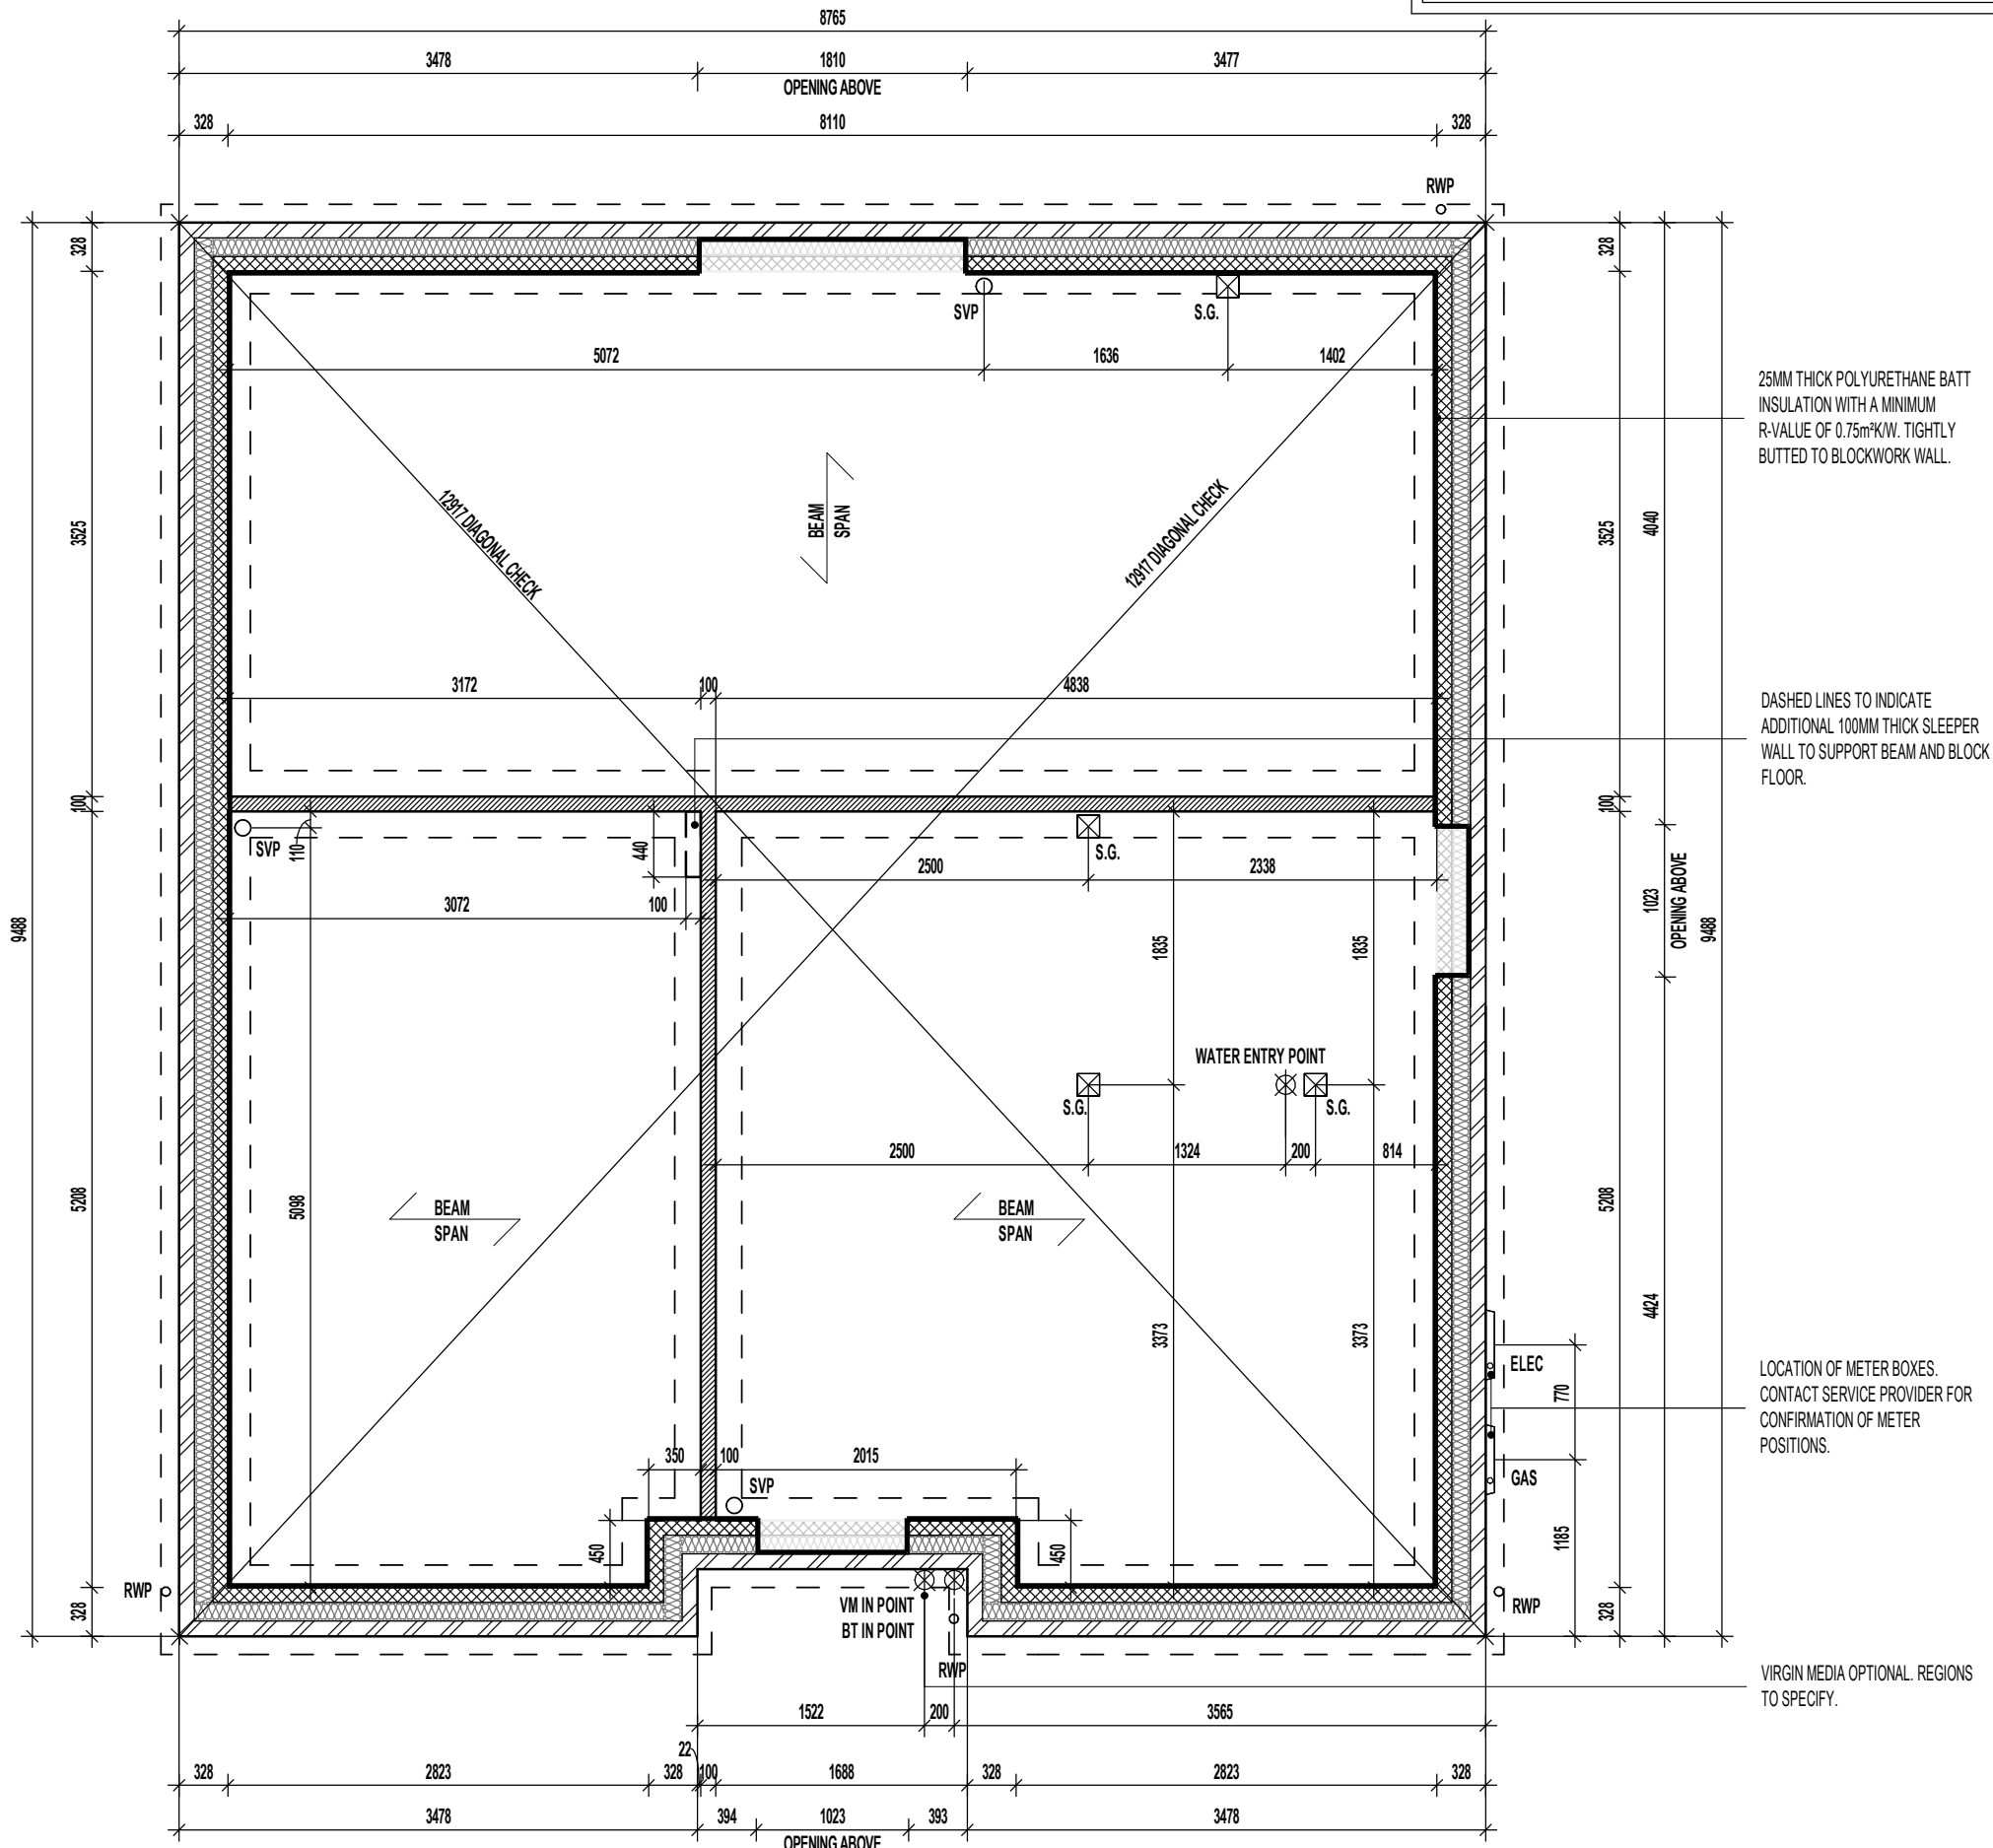 8765
3478 1810 3477
OPENING ABOVE
328 8110 328
RWP
328 328
SVP S.G.
5072 1636 1402
25MM THICK POLYURETHANE BATT
INSULATION WITH A MINIMUM
R-VALUE OF 0.75m²K/W. TIGHTLY
BUTTED TO BLOCKWORK WALL.
12917 DIAGONAL CHECK
BEAM
SPAN
12917 DIAGONAL CHECK
3525
3525
4040
3172 100 4838
DASHED LINES TO INDICATE
ADDITIONAL 100MM THICK SLEEPER
WALL TO SUPPORT BEAM AND BLOCK
FLOOR.
100
100
SVP
110
440
S.G.
2500 2338
3072 100
9488
1835
1835
1023
OPENING ABOVE
9488
WATER ENTRY POINT
S.G. S.G.
2500 1324 200 814
5208
5098
BEAM
SPAN
BEAM
SPAN
5208
3373
3373
4424
ELEC
770
LOCATION OF METER BOXES.
CONTACT SERVICE PROVIDER FOR
CONFIRMATION OF METER
POSITIONS.
350 100 2015
SVP
GAS
450
450
1185
RWP
VM IN POINT
BT IN POINT
RWP
328
328
RWP
VIRGIN MEDIA OPTIONAL. REGIONS
TO SPECIFY.
1522 200 3565
22
328 2823 328 100 1688 328 2823 328
3478 394 1023 393 3478
OPENING ABOVE